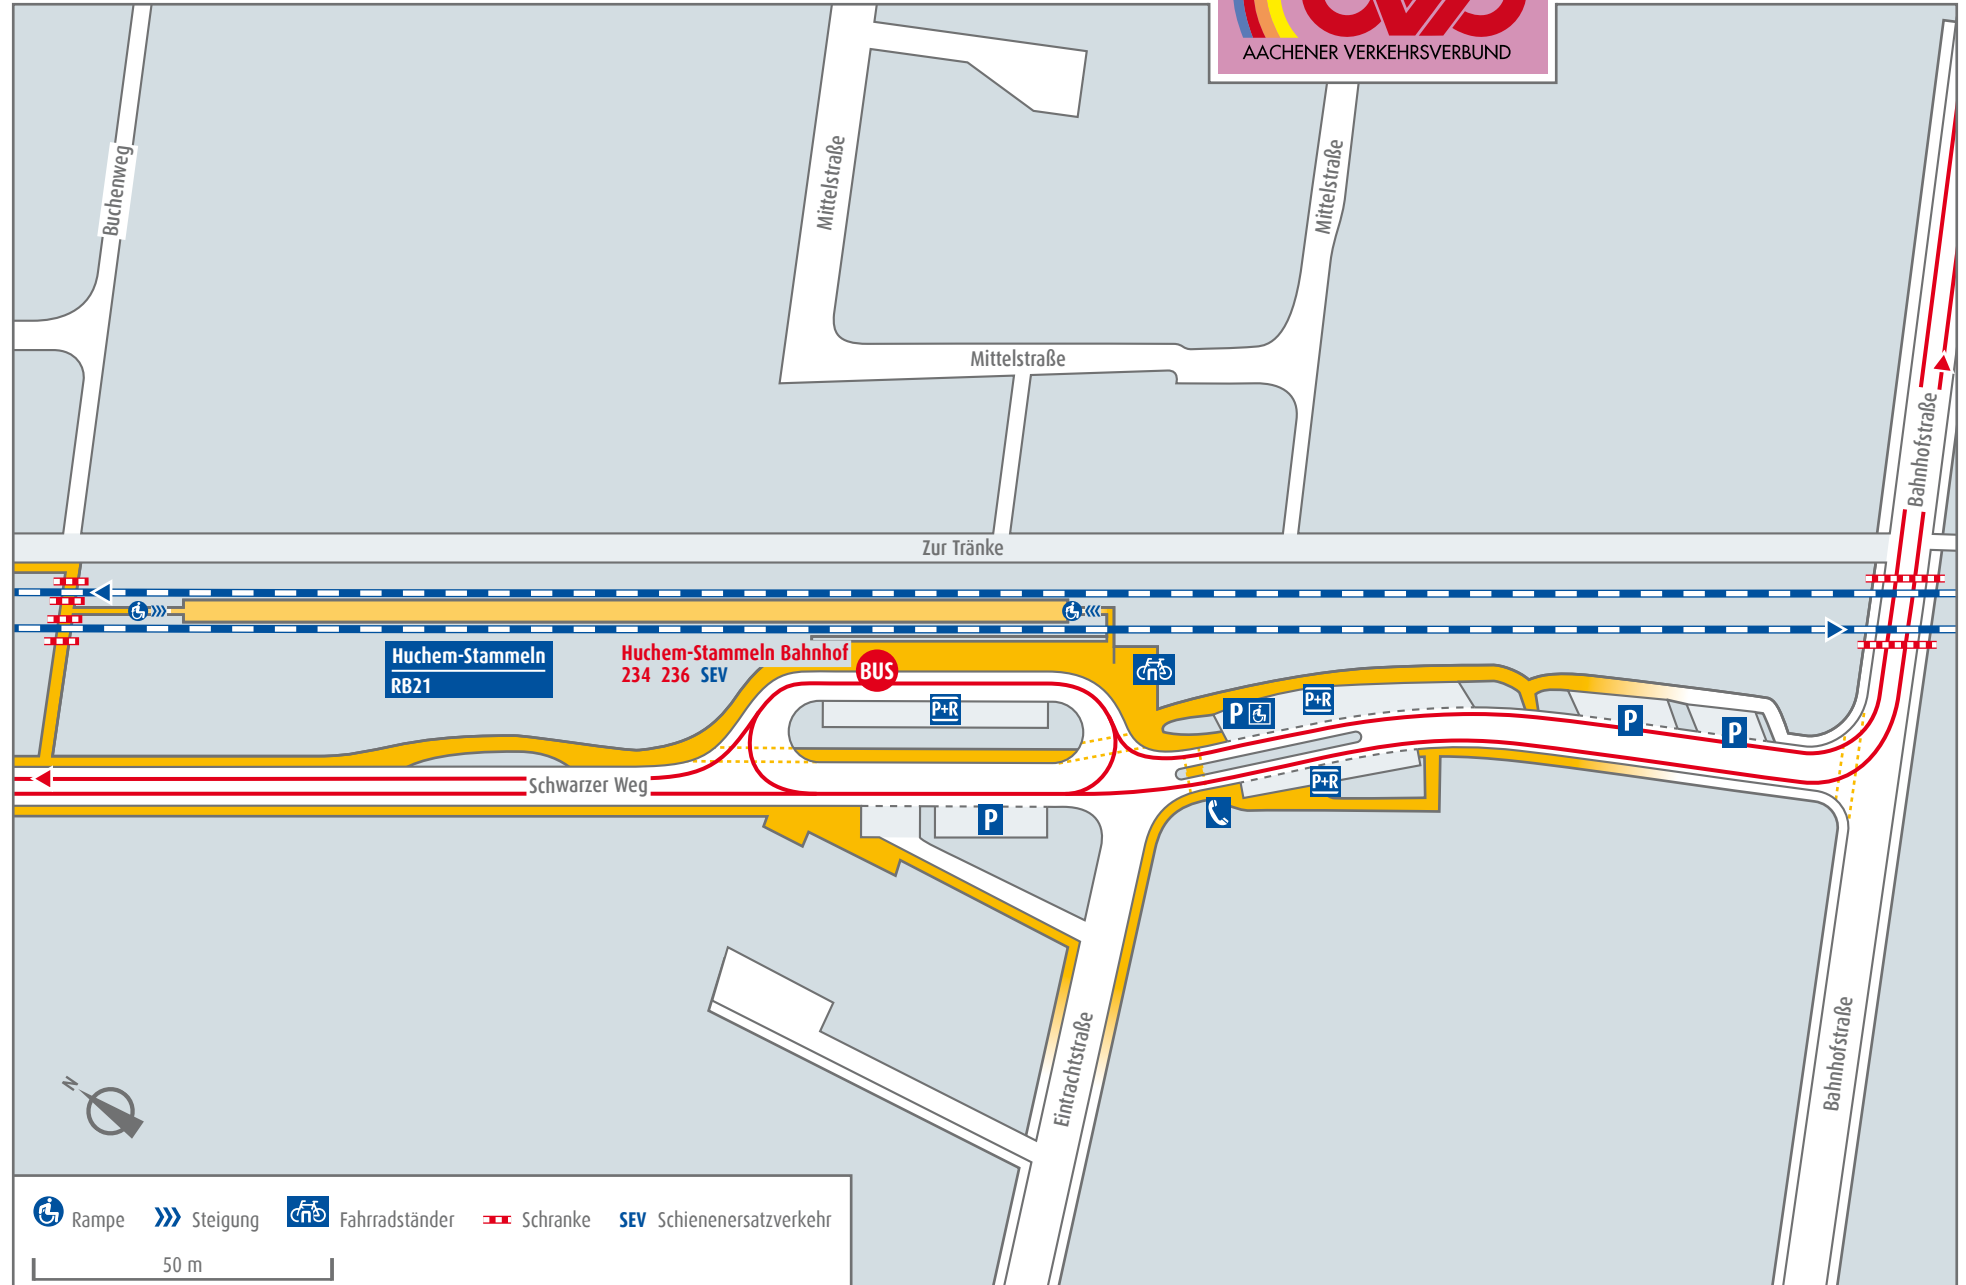 avv
AACHENER VERKEHRSVERBUND
Buchenweg
Mittelstraße
Mittelstraße
Mittelstraße
Bahnhofstraße
Zur Tränke
Huchem-Stammeln
RB21
Huchem-Stammeln Bahnhof
234 236 SEV
BUS
P+R
P
P+R
P
P
P+R
Schwarzer Weg
P
Eintrachtstraße
Bahnhofstraße
N
Rampe
Steigung
Fahrradständer
Schranke
SEV Schienenersatzverkehr
50 m